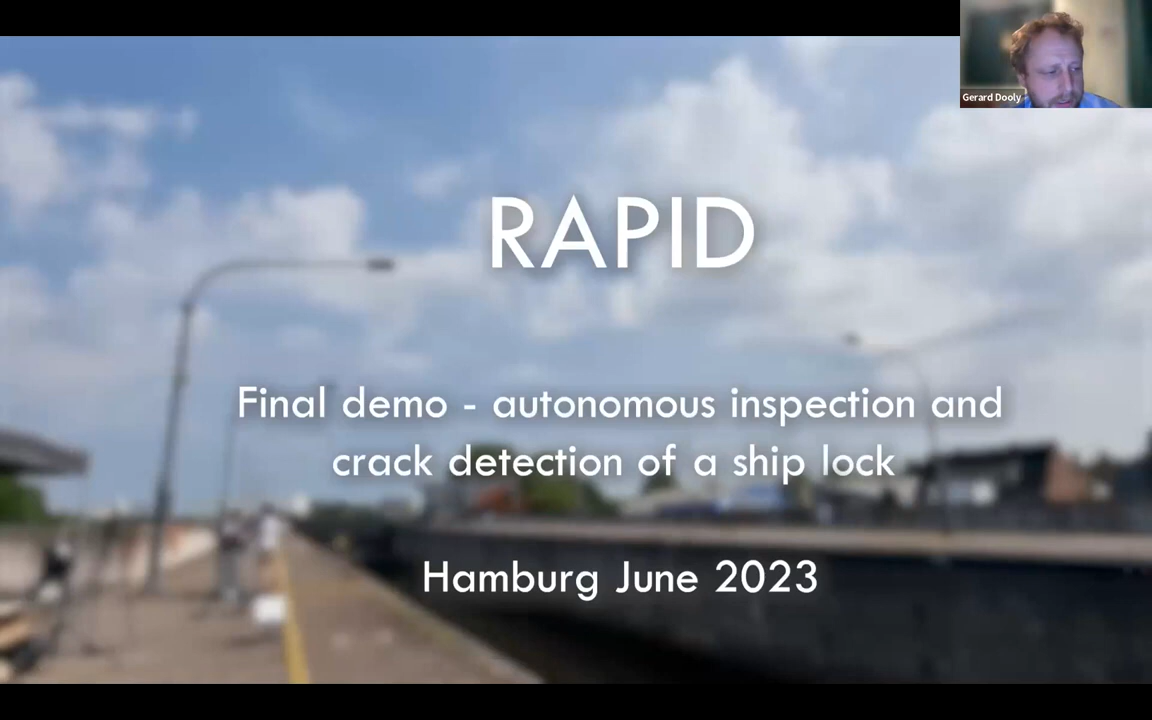 Gerard Dooly
RAPID
Final demo - autonomous inspection and
crack detection of a ship lock
Hamburg June 2023